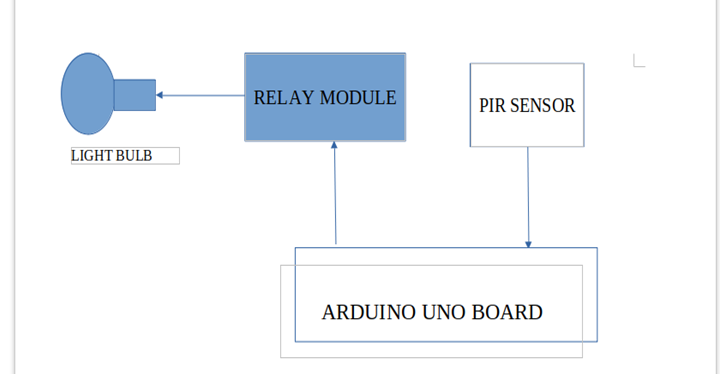 RELAY MODULE
PIR SENSOR
LIGHT BULB
ARDUINO UNO BOARD